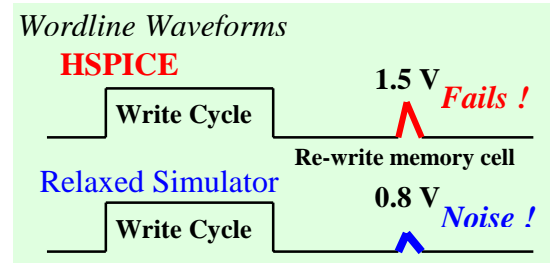 Wordline Waveforms
HSPICE
1.5 V
Fails !
Write Cycle
Re-write memory cell
Relaxed Simulator
0.8 V
Noise !
Write Cycle